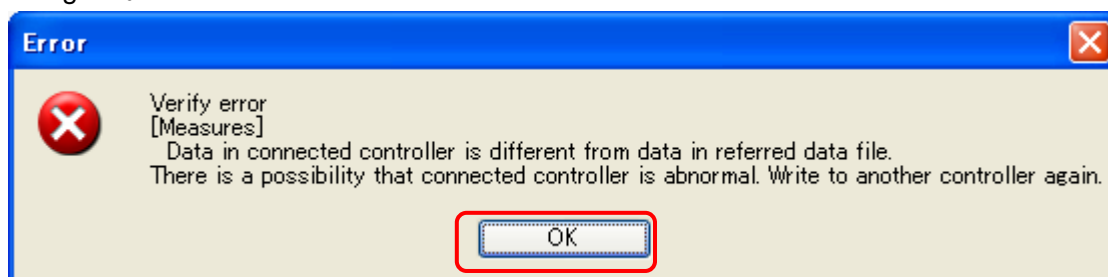 Error
Verify error
[Measures]
Data in connected controller is different from data in referred data file.
There is a possibility that connected controller is abnormal. Write to another controller again.
OK